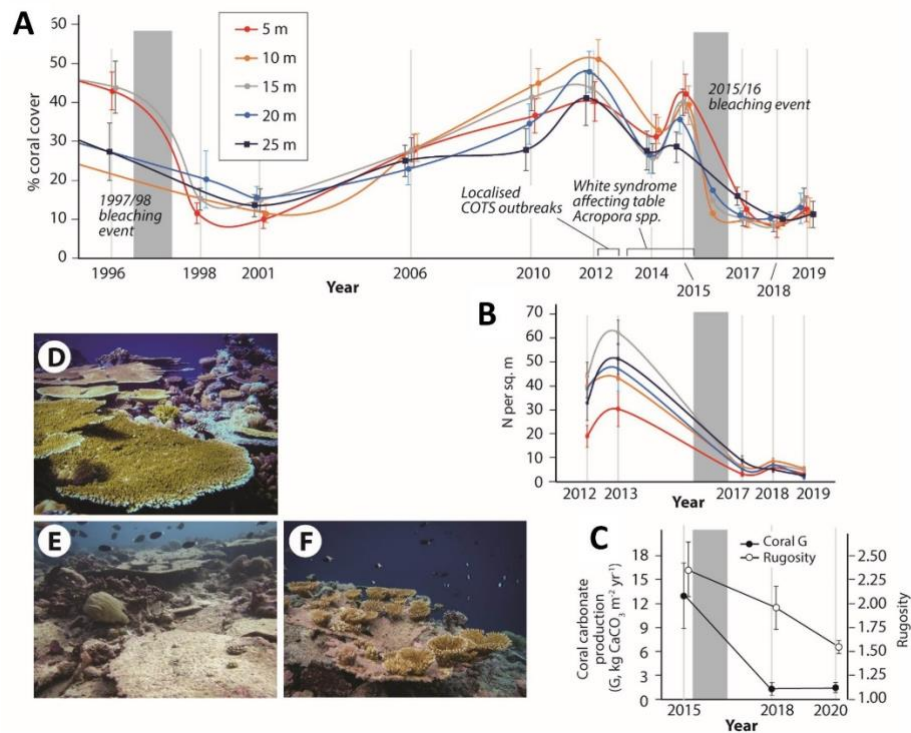 A
% coral cover
60
50
40
30
20
10
0
5 m
10 m
15 m
20 m
25 m
1997/98
bleaching
event
Localised
COTS outbreaks
White syndrome
affecting table
Acropora spp.
2015/16
bleaching event
1996
1998
2001
2006
2010
2012
2014
2015
2017
2018
2019
Year
B
N per sq. m
70
60
50
40
30
20
10
0
2012
2013
2017
2018
2019
Year
D
E
F
C
Coral G
Rugosity
Coral carbonate
production
(G, kg CaCO₃ m⁻² yr⁻¹)
18
15
12
9
6
3
0
2.50
2.25
2.00
1.75
1.50
1.25
1.00
Rugosity
2015
2018
2020
Year